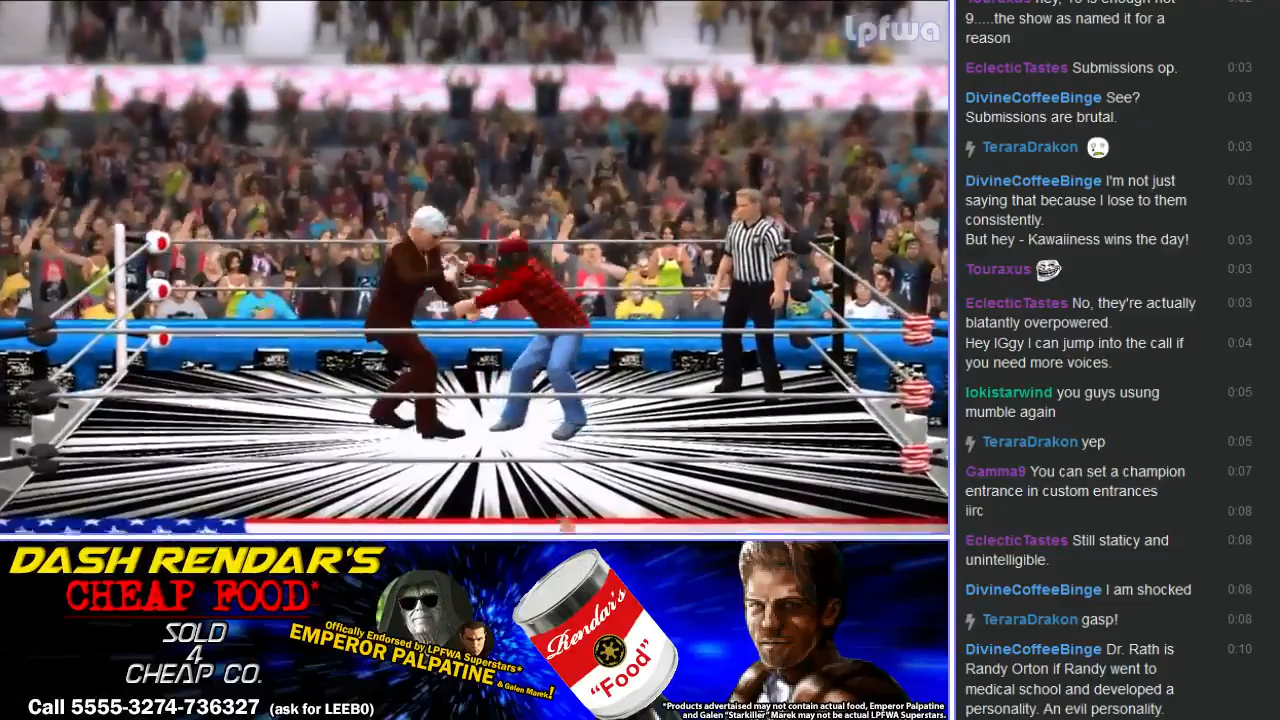 lpfwa
Touraxus hey, 16 is enough not
9.....the show as named it for a
reason
EclecticTastes Submissions op. 0:03
DivineCoffeeBinge See? 0:03
Submissions are brutal.
TeraraDrakon 0:03
DivineCoffeeBinge I'm not just 0:03
saying that because I lose to them
consistently.
But hey - Kawaiiness wins the day! 0:03
Touraxus 0:03
EclecticTastes No, they're actually 0:03
blatantly overpowered.
Hey IGgy I can jump into the call if 0:04
you need more voices.
lokistarwind you guys usung 0:05
mumble again
TeraraDrakon yep 0:05
Gamma9 You can set a champion 0:07
entrance in custom entrances
iirc 0:08
EclecticTastes Still staticy and 0:08
unintelligible.
DivineCoffeeBinge I am shocked 0:08
TeraraDrakon gasp! 0:08
DivineCoffeeBinge Dr. Rath is 0:10
Randy Orton if Randy went to
medical school and developed a
personality. An evil personality.
DASH RENDAR'S
CHEAP FOOD*
SOLD
4
CHEAP CO.
Call 5555-3274-736327 (ask for LEEB0)
Offically Endorsed by LPFWA Superstars*
EMPEROR PALPATINE
& Galen Marek!
Rendar's
"Food"
*Products advertaised may not contain actual food, Emperor Palpatine
and Galen "Starkiller" Marek may not be actual LPFWA Superstars.